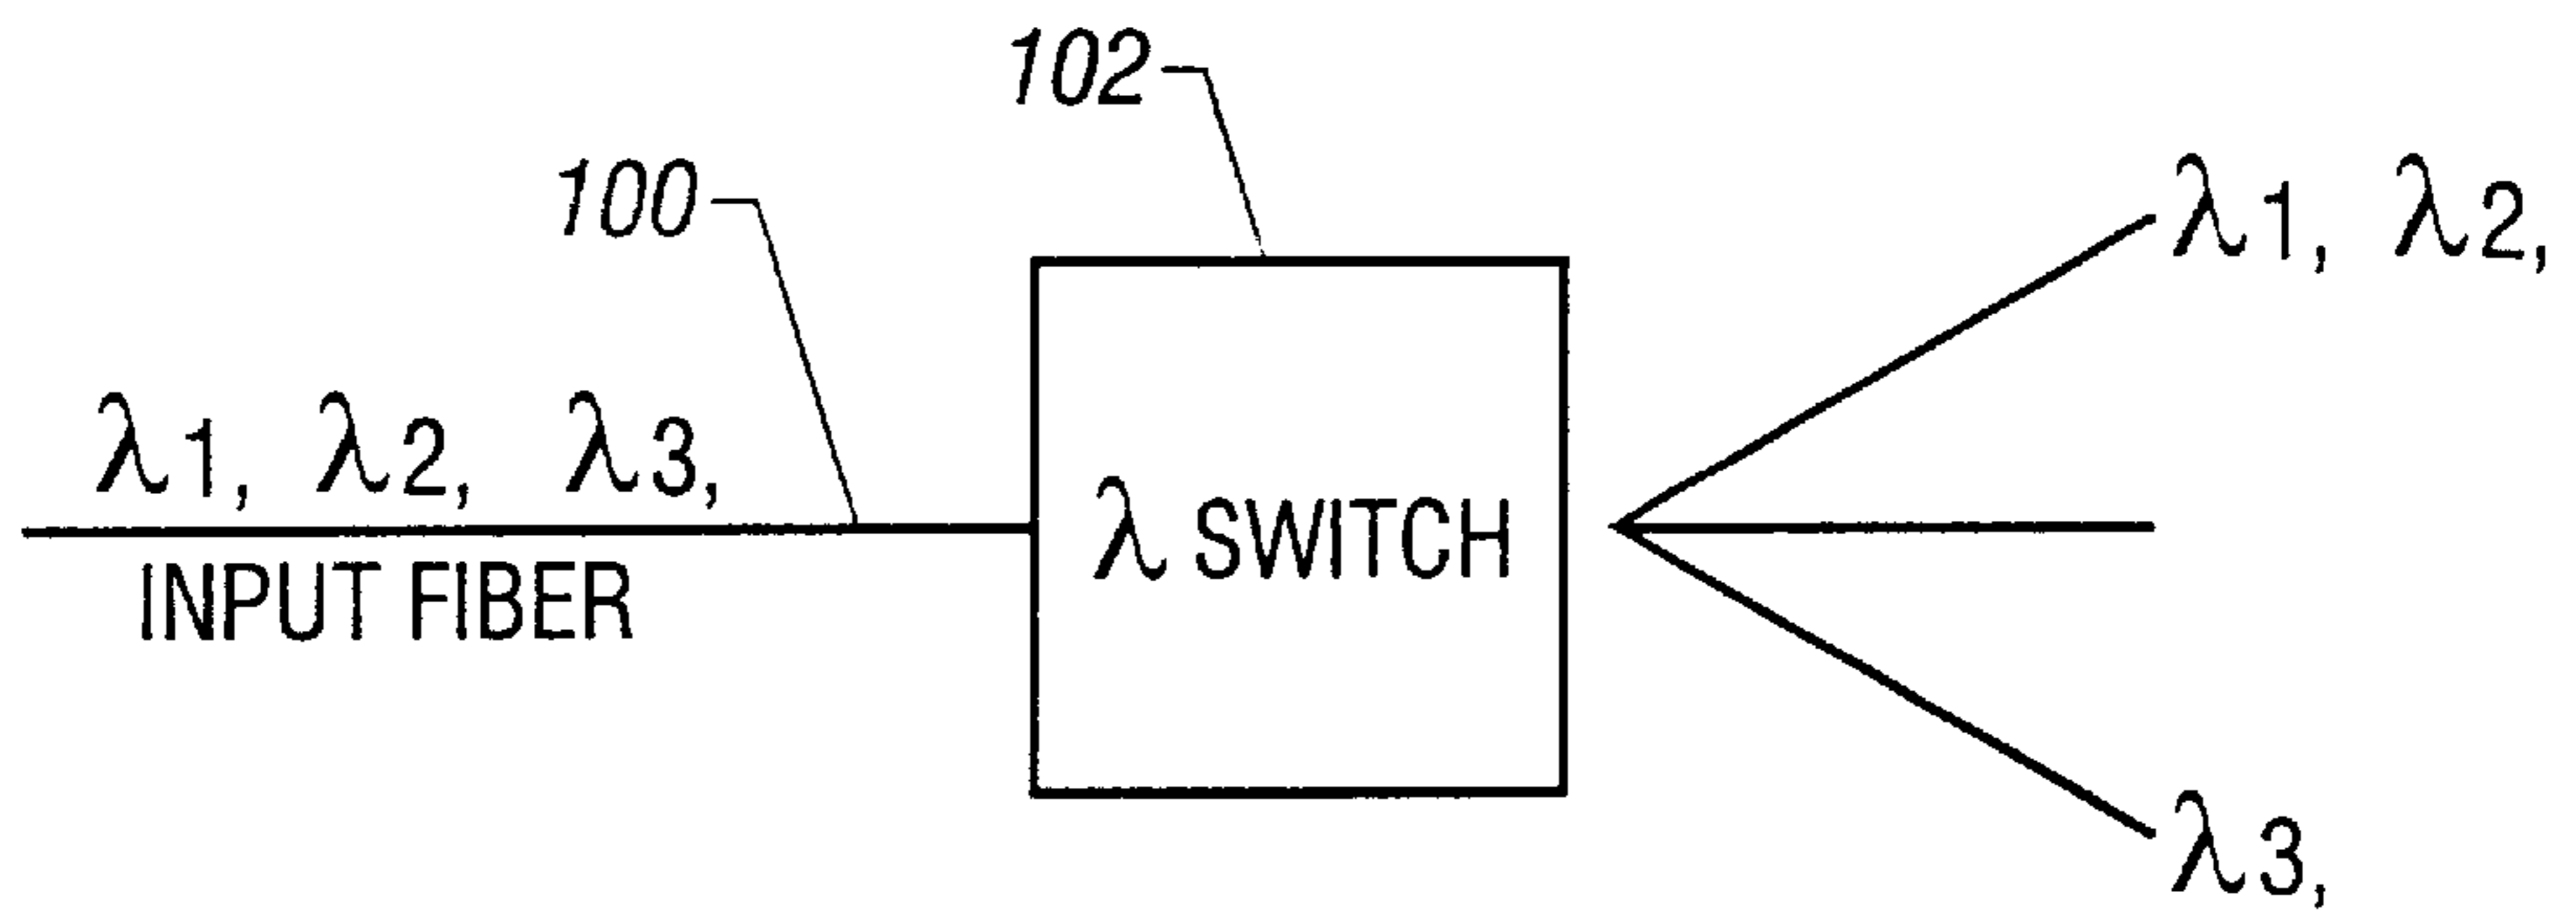 102
100
λ1, λ2,
λ1, λ2, λ3,
λ SWITCH
INPUT FIBER
λ3,